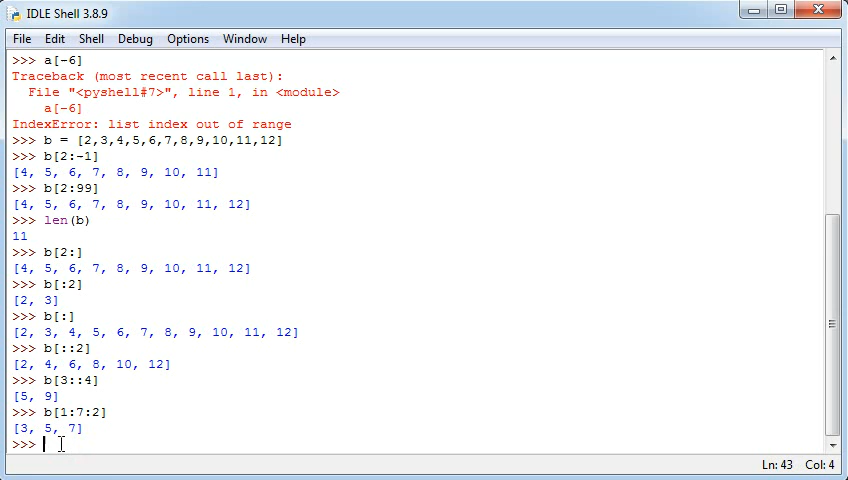 IDLE Shell 3.8.9
File Edit Shell Debug Options Window Help
>>> a[-6]
Traceback (most recent call last):
  File "<pyshell#7>", line 1, in <module>
    a[-6]
IndexError: list index out of range
>>> b = [2,3,4,5,6,7,8,9,10,11,12]
>>> b[2:-1]
[4, 5, 6, 7, 8, 9, 10, 11]
>>> b[2:99]
[4, 5, 6, 7, 8, 9, 10, 11, 12]
>>> len(b)
11
>>> b[2:]
[4, 5, 6, 7, 8, 9, 10, 11, 12]
>>> b[:2]
[2, 3]
>>> b[:]
[2, 3, 4, 5, 6, 7, 8, 9, 10, 11, 12]
>>> b[::2]
[2, 4, 6, 8, 10, 12]
>>> b[3::4]
[5, 9]
>>> b[1:7:2]
[3, 5, 7]
>>>
Ln: 43 Col: 4